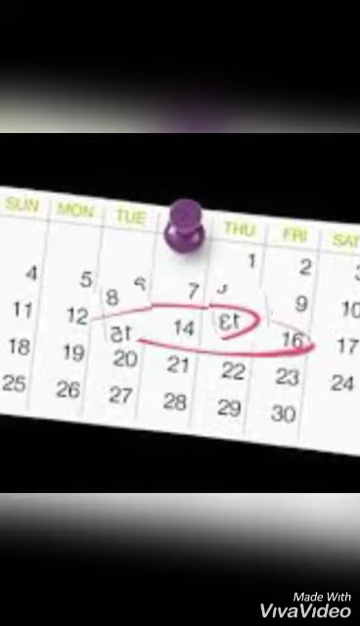 SUN MON TUE THU FRI SAT
1 2
4 5 8 7 9 10
11 12 15 14 13 16 17
18 19 20 21 22 23 24
25 26 27 28 29 30
Made With
VivaVideo